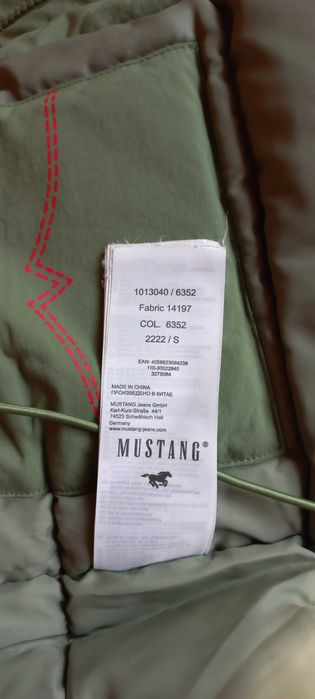 1013040 / 6352
Fabric 14197
COL. 6352
2222 / S
EAN: 4058823094238
110-30022840
3275084
MADE IN CHINA
ПРОИЗВЕДЕНО В КИТАЕ
MUSTANG Jeans GmbH
Karl-Kurz-Straße 44/1
74523 Schwäbisch Hall
Germany
www.mustang-jeans.com
MUSTANG®